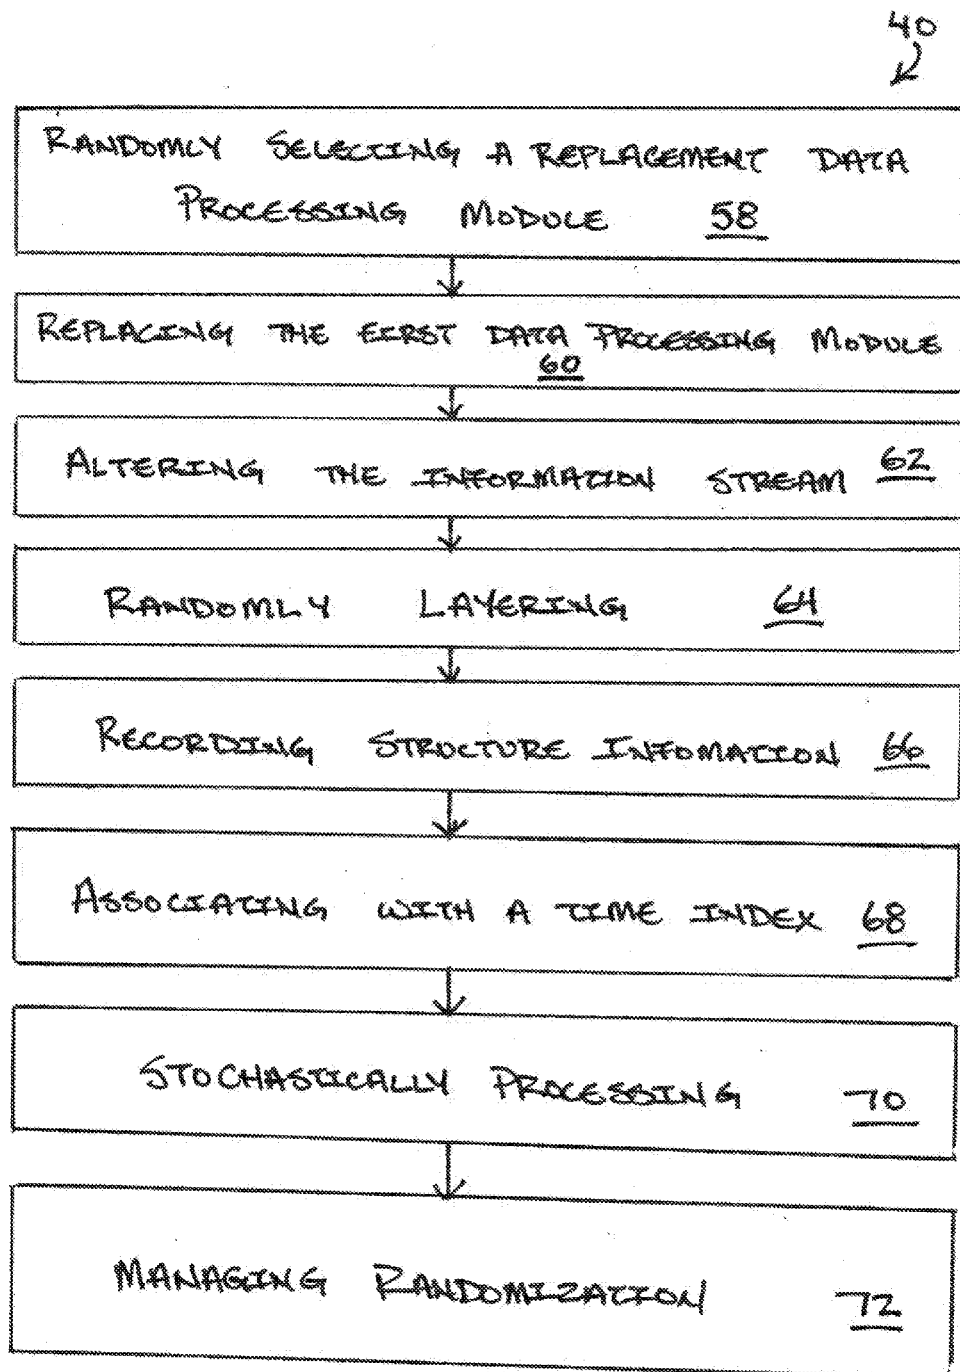 40
RANDOMLY SELECTING A REPLACEMENT DATA
PROCESSING MODULE 58
REPLACING THE FIRST DATA PROCESSING MODULE
60
ALTERING THE INFORMATION STREAM 62
RANDOMLY LAYERING 64
RECORDING STRUCTURE INFOMATION 66
ASSOCIATING WITH A TIME INDEX 68
STOCHASTICALLY PROCESSING 70
MANAGING RANDOMIZATION 72